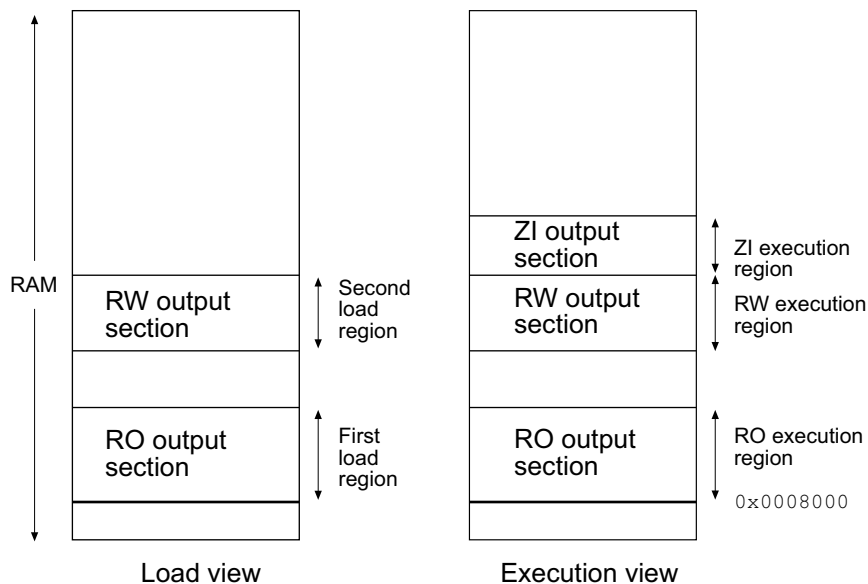 RAM
RW output
section
Second
load
region
RO output
section
First
load
region
Load view
ZI output
section
ZI execution
region
RW output
section
RW execution
region
RO output
section
RO execution
region
0x0008000
Execution view